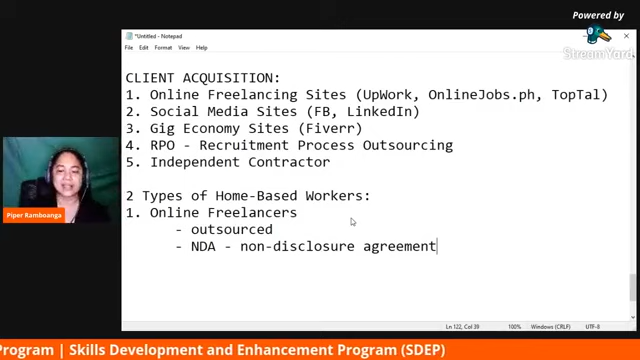 Powered by
StreamYard
*Untitled - Notepad
File Edit Format View Help
CLIENT ACQUISITION:
1. Online Freelancing Sites (UpWork, OnlineJobs.ph, TopTal)
2. Social Media Sites (FB, LinkedIn)
3. Gig Economy Sites (Fiverr)
4. RPO - Recruitment Process Outsourcing
5. Independent Contractor
2 Types of Home-Based Workers:
1. Online Freelancers
- outsourced
- NDA - non-disclosure agreement
Piper Ramboanga
Ln 122, Col 39 100% Windows (CRLF) UTF-8
Program | Skills Development and Enhancement Program (SDEP)